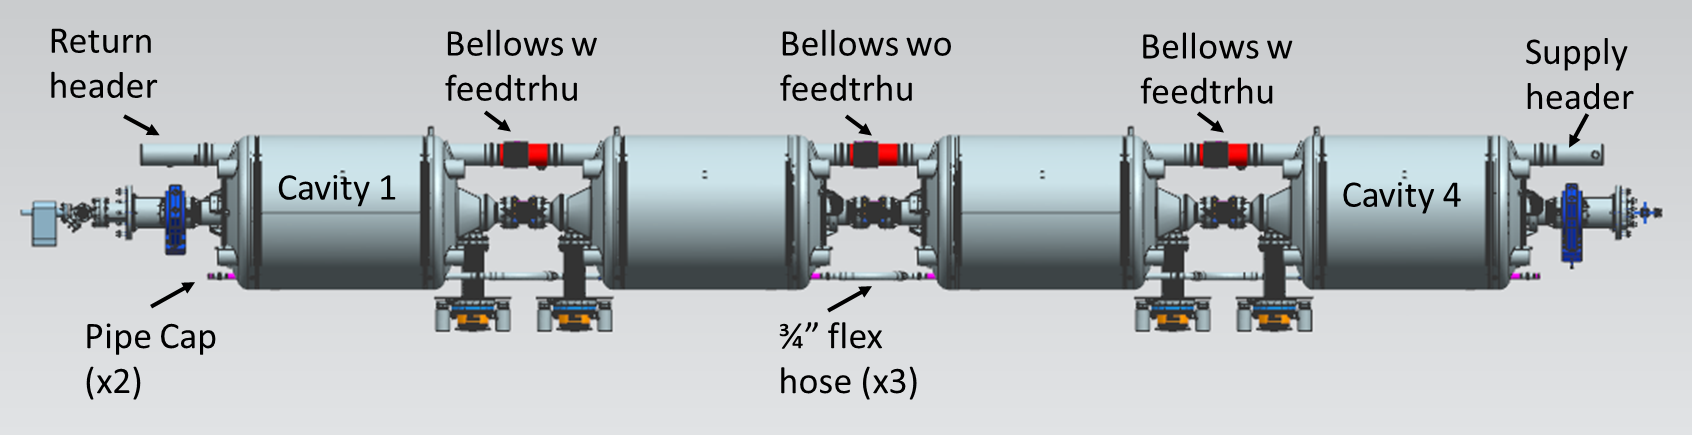 Return
header
Bellows w
feedtrhu
Bellows wo
feedtrhu
Bellows w
feedtrhu
Supply
header
Cavity 1
Cavity 4
Pipe Cap
(x2)
¾” flex
hose (x3)